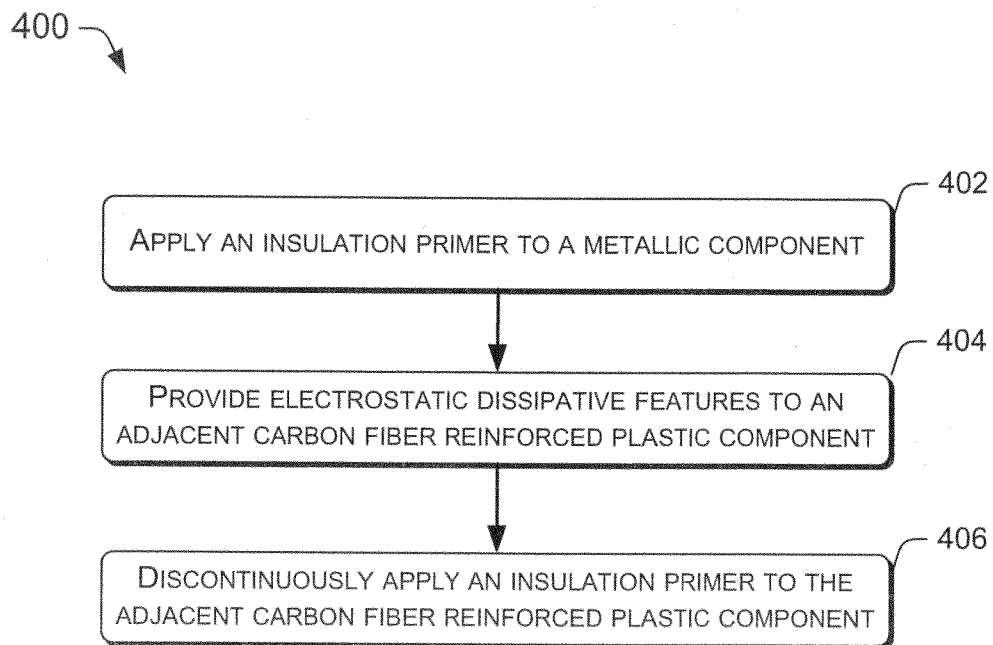 400
402
APPLY AN INSULATION PRIMER TO A METALLIC COMPONENT
404
PROVIDE ELECTROSTATIC DISSIPATIVE FEATURES TO AN
ADJACENT CARBON FIBER REINFORCED PLASTIC COMPONENT
406
DISCONTINUOUSLY APPLY AN INSULATION PRIMER TO THE
ADJACENT CARBON FIBER REINFORCED PLASTIC COMPONENT